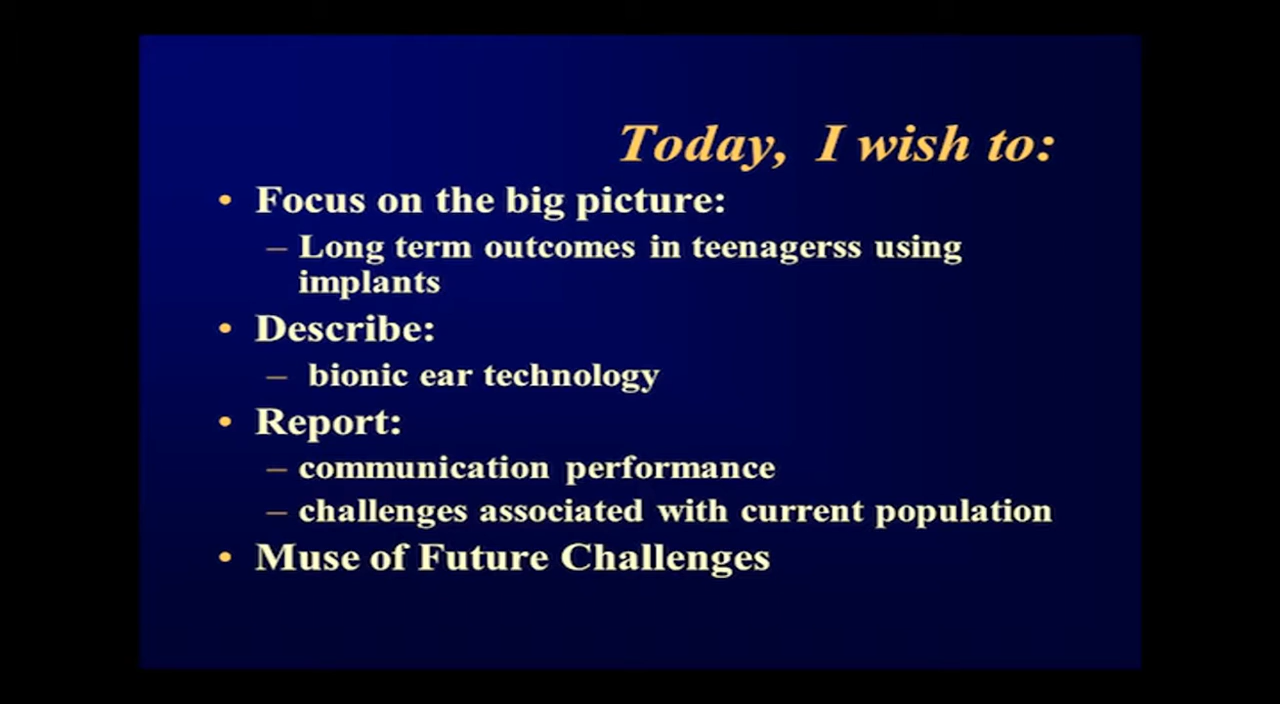 Today, I wish to:
• Focus on the big picture:
– Long term outcomes in teenagerss using
implants
• Describe:
– bionic ear technology
• Report:
– communication performance
– challenges associated with current population
• Muse of Future Challenges